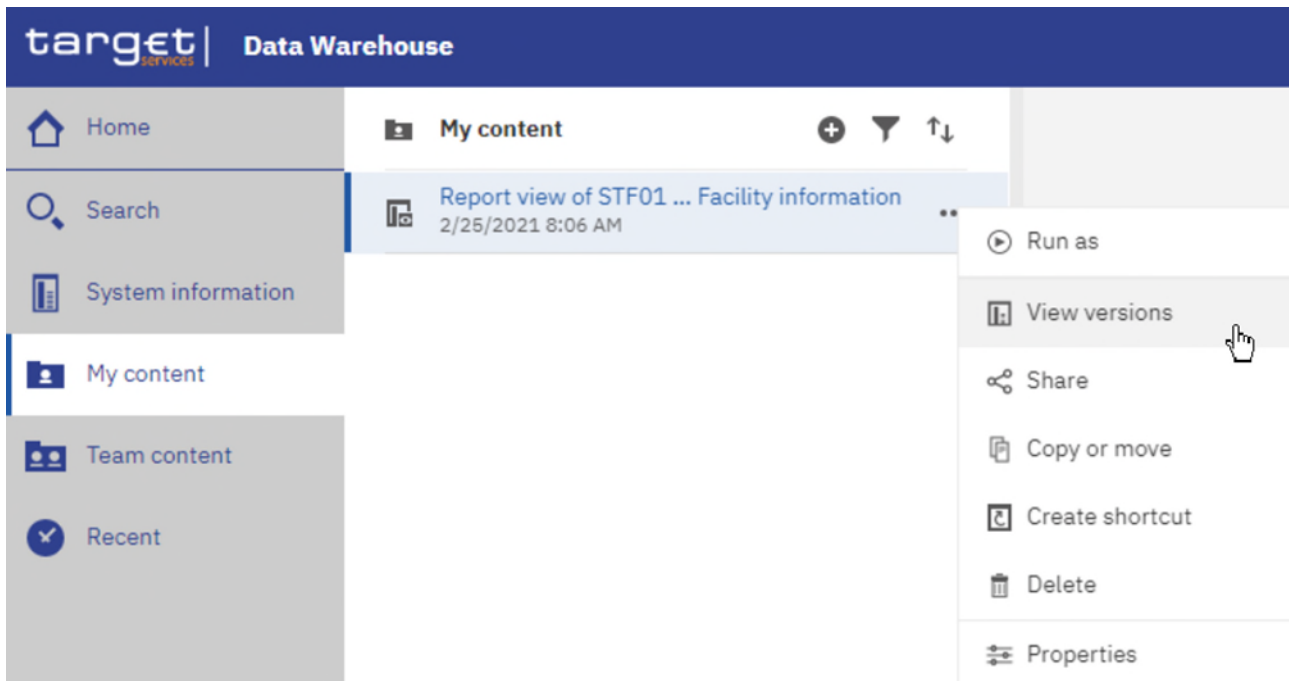 target services | Data Warehouse
Home
Search
System information
My content
Team content
Recent
My content
Report view of STF01 ... Facility information
2/25/2021 8:06 AM
Run as
View versions
Share
Copy or move
Create shortcut
Delete
Properties